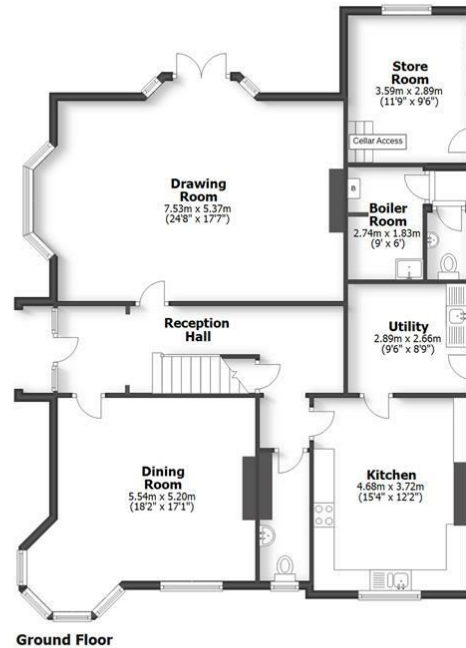 Store
Room
3.59m x 2.89m
(11'9" x 9'6")
Cellar Access
Drawing
Room
7.53m x 5.37m
(24'8" x 17'7")
B
Boiler
Room
2.74m x 1.83m
(9' x 6')
Reception
Hall
Utility
2.89m x 2.66m
(9'6" x 8'9")
Dining
Room
5.54m x 5.20m
(18'2" x 17'1")
Kitchen
4.68m x 3.72m
(15'4" x 12'2")
Ground Floor